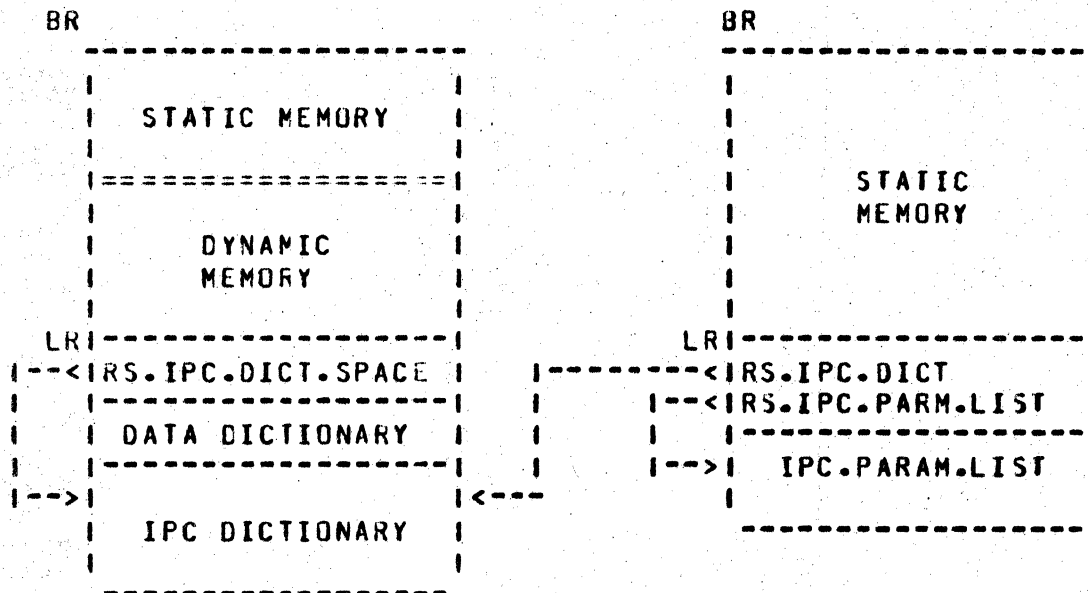 BR
STATIC MEMORY
DYNAMIC
MEMORY
LR
RS.IPC.DICT.SPACE
DATA DICTIONARY
IPC DICTIONARY
BR
STATIC
MEMORY
LR
RS.IPC.DICT
RS.IPC.PARM.LIST
IPC.PARAM.LIST